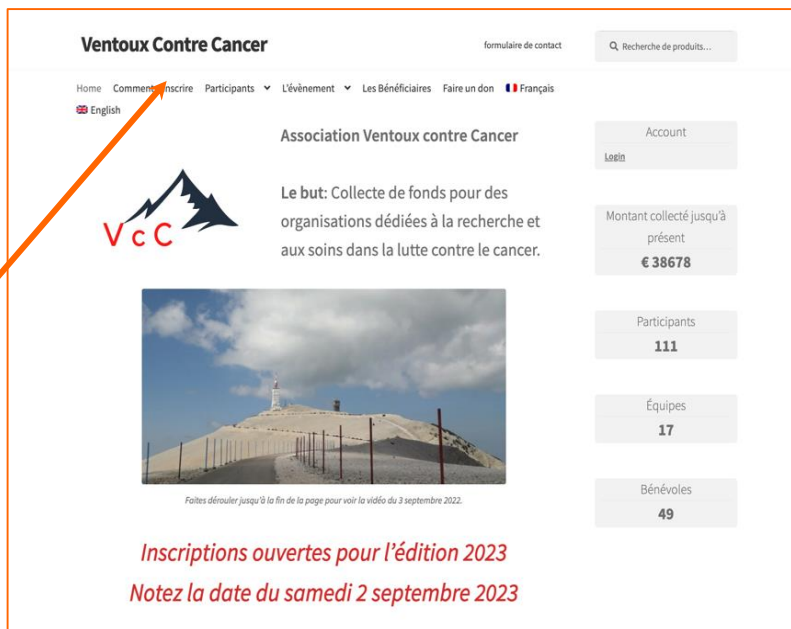 Ventoux Contre Cancer
formulaire de contact
Recherche de produits…
Home Comment s'inscrire Participants L'évènement Les Bénéficiaires Faire un don Français
English
Association Ventoux contre Cancer
Le but: Collecte de fonds pour des
organisations dédiées à la recherche et
aux soins dans la lutte contre le cancer.
VcC
Account
Login
Montant collecté jusqu'à
présent
€ 38678
Participants
111
Équipes
17
Bénévoles
49
Faites dérouler jusqu'à la fin de la page pour voir la vidéo du 3 septembre 2022.
Inscriptions ouvertes pour l'édition 2023
Notez la date du samedi 2 septembre 2023